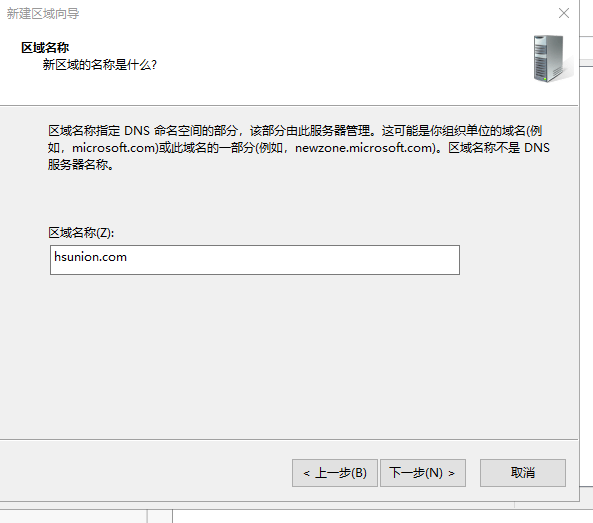 新建区域向导
区域名称
新区域的名称是什么?
区域名称指定 DNS 命名空间的部分，该部分由此服务器管理。这可能是你组织单位的域名(例
如，microsoft.com)或此域名的一部分(例如，newzone.microsoft.com)。区域名称不是 DNS
服务器名称。
区域名称(Z):
hsunion.com
< 上一步(B) 下一步(N) > 取消